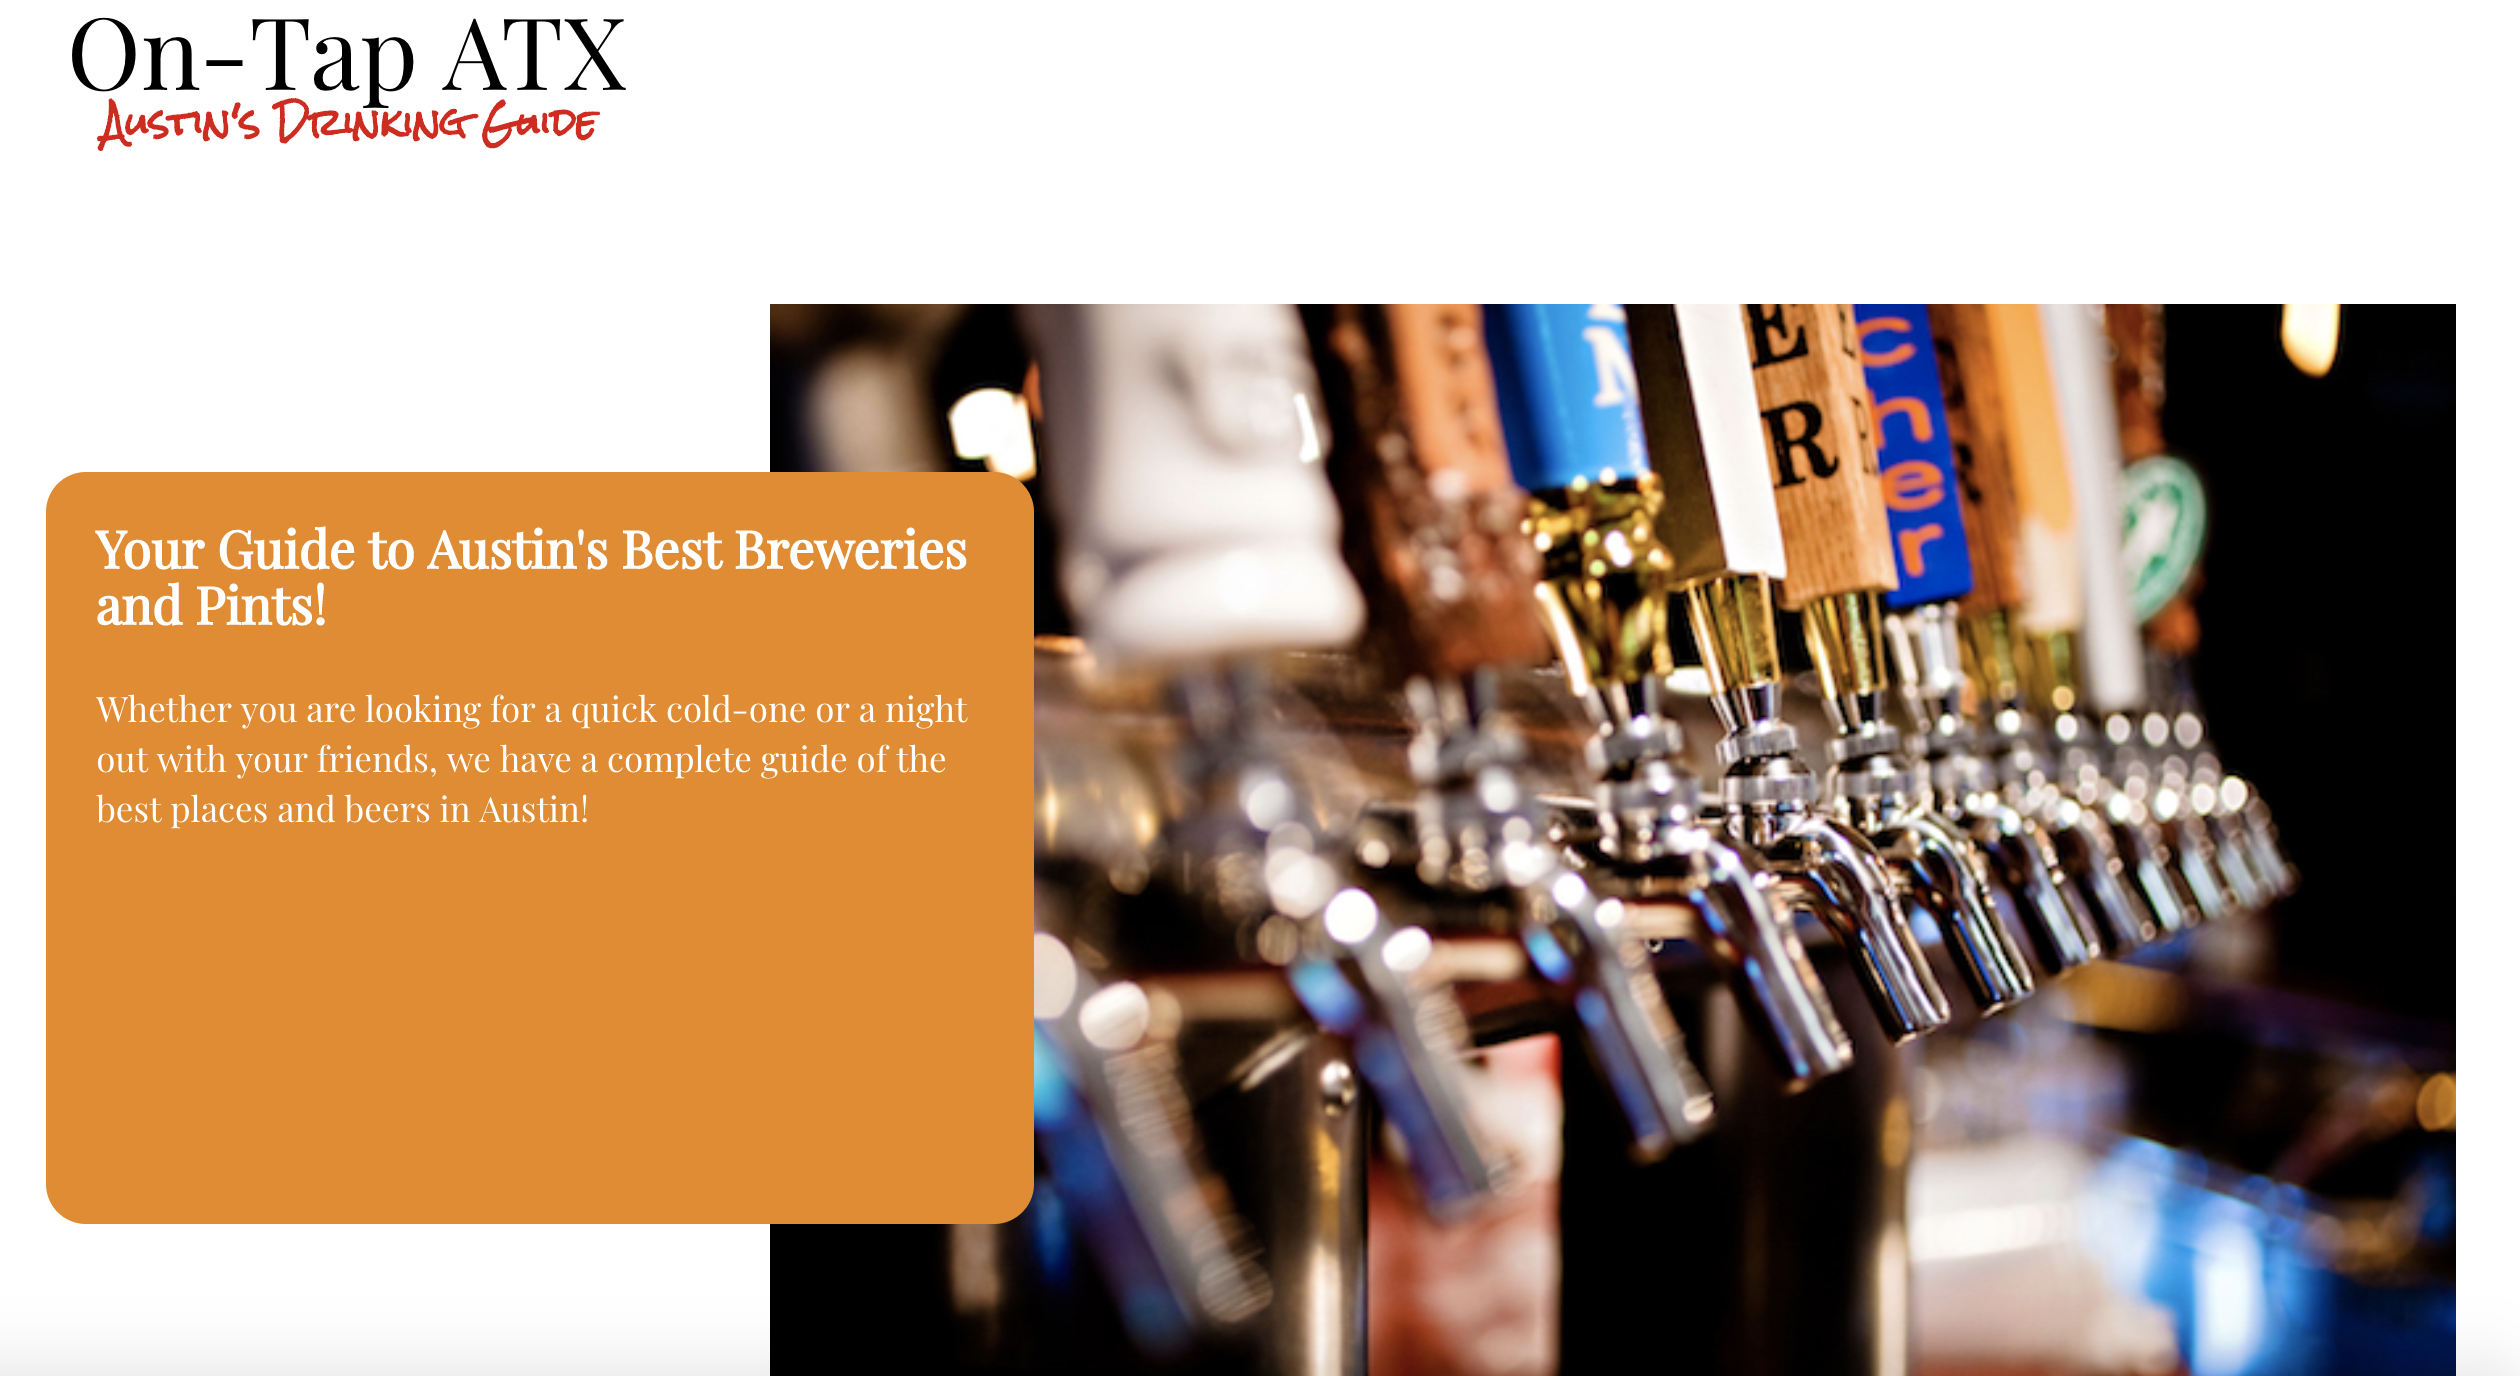 On-Tap ATX
Austin's Drinking Guide
Your Guide to Austin's Best Breweries
and Pints!
Whether you are looking for a quick cold-one or a night
out with your friends, we have a complete guide of the
best places and beers in Austin!
N
E
R
c
h
e
r